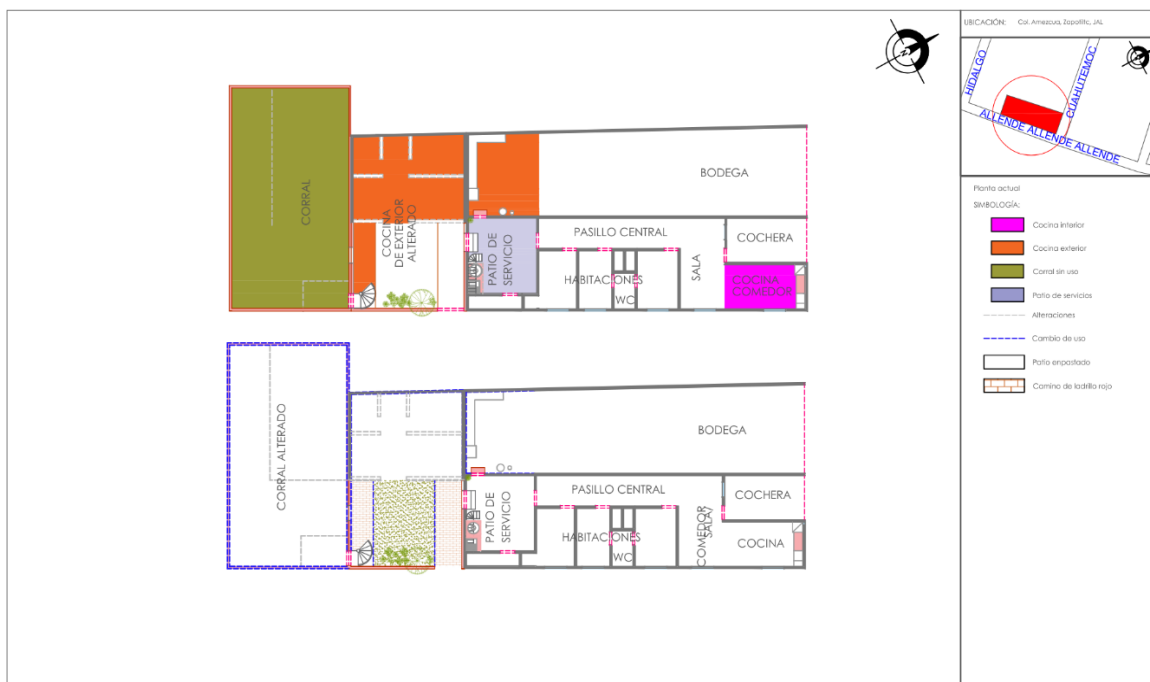 UBICACIÓN: Col. Amezcua, Zapotiltic, JAL
HIDALGO
CUAHUTEMOC
ALLENDE ALLENDE ALLENDE
Planta actual
SIMBOLOGÍA:
Cocina interior
Cocina exterior
Corral sin uso
Patio de servicios
Alteraciones
Cambio de uso
Patio empastado
Camino de ladrillo rojo
CORRAL
COCINA
DE EXTERIOR
ALTERADO
BODEGA
PATIO DE
SERVICIO
PASILLO CENTRAL
HABITACIONES
WC
SALA
COCHERA
COCINA
COMEDOR
CORRAL ALTERADO
BODEGA
PATIO DE
SERVICIO
PASILLO CENTRAL
HABITACIONES
WC
COMEDOR
SALA/
COCHERA
COCINA